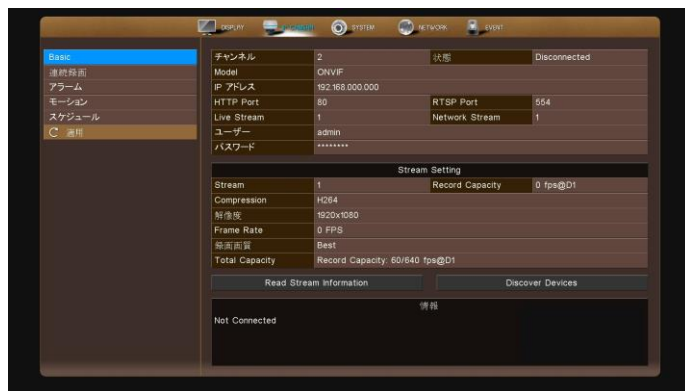 DISPLAY IP CAMERA SYSTEM NETWORK EVENT
Basic
連続録画
アラーム
モーション
スケジュール
適用
チャンネル 2 状態 Disconnected
Model ONVIF
IP アドレス 192.168.000.000
HTTP Port 80 RTSP Port 554
Live Stream 1 Network Stream 1
ユーザー admin
パスワード ********
Stream Setting
Stream 1 Record Capacity 0 fps@D1
Compression H264
解像度 1920x1080
Frame Rate 0 FPS
録画画質 Best
Total Capacity Record Capacity: 60/640 fps@D1
Read Stream Information Discover Devices
情報
Not Connected